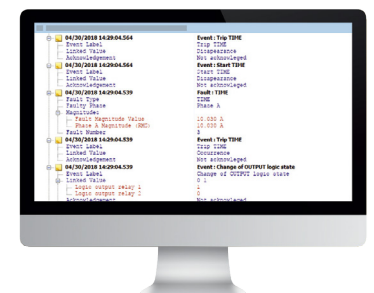 04/30/2018 14:29:04.564 Event : Trip TIME
Event Label Trip TIME
Linked Value Disapearance
Acknowledgement Not acknowleged
04/30/2018 14:29:04.564 Event : Start TIME
Event Label Start TIME
Linked Value Disapearance
Acknowledgement Not acknowleged
04/30/2018 14:29:04.539 Fault : TIME
Fault Type TIME
Faulty Phase Phase A
Magnitudes
Fault Magnitude Value 10.030 A
Phase A Magnitude (RMS) 10.030 A
Fault Number 3
04/30/2018 14:29:04.539 Event : Trip TIME
Event Label Trip TIME
Linked Value Occurrence
Acknowledgement Not acknowleged
04/30/2018 14:29:04.539 Event : Change of OUTPUT logic state
Event Label Change of OUTPUT logic state
Linked Value 0 1
Logic output relay 1 1
Logic output relay 2 0
Acknowledgement Not acknowleged